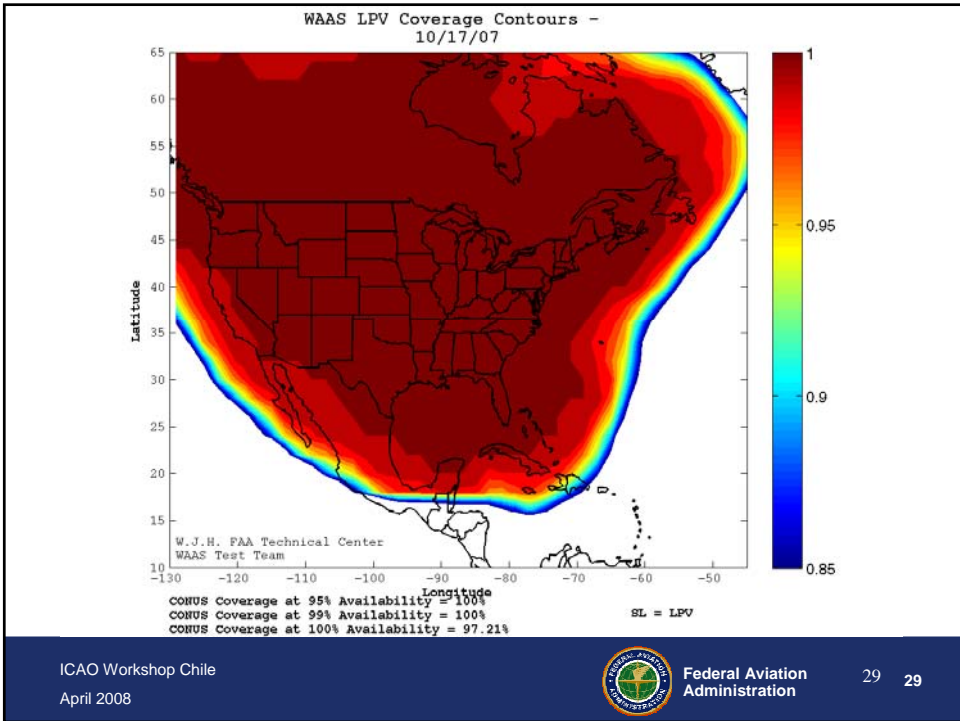 WAAS LPV Coverage Contours -
10/17/07
65
60
55
50
45
40
35
30
25
20
15
10
Latitude
-130
-120
-110
-100
-90
-80
-70
-60
-50
Longitude
1
0.95
0.9
0.85
W.J.H. FAA Technical Center
WAAS Test Team
CONUS Coverage at 95% Availability = 100%
CONUS Coverage at 99% Availability = 100%
CONUS Coverage at 100% Availability = 97.21%
SL = LPV
ICAO Workshop Chile
April 2008
Federal Aviation
Administration
29
29